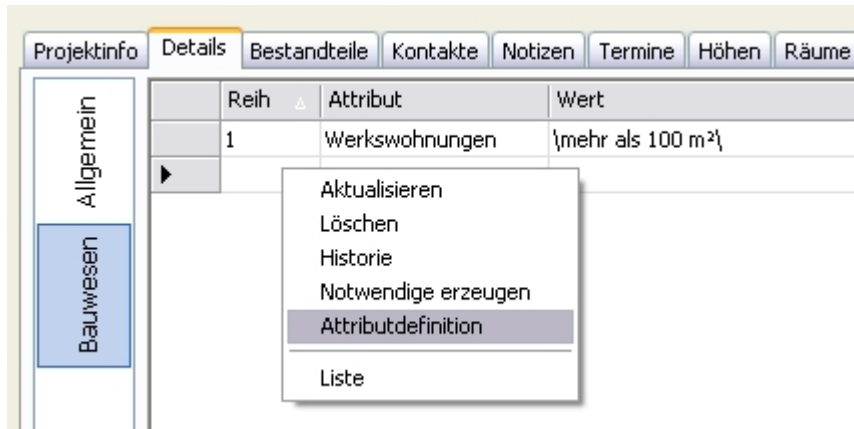 Projektinfo Details Bestandteile Kontakte Notizen Termine Höhen Räume
Allgemein
Bauwesen
Reih Attribut Wert
1 Werkswohnungen \mehr als 100 m²\
Aktualisieren
Löschen
Historie
Notwendige erzeugen
Attributdefinition
Liste